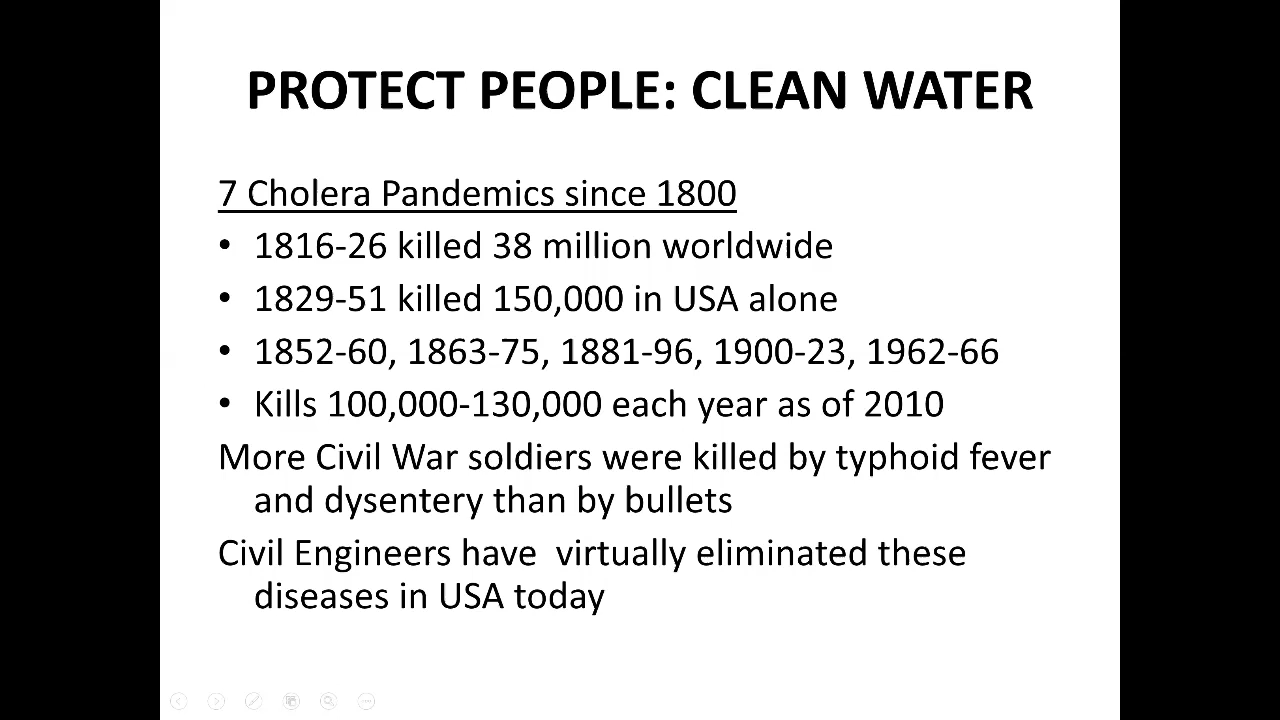 PROTECT PEOPLE: CLEAN WATER
7 Cholera Pandemics since 1800
• 1816-26 killed 38 million worldwide
• 1829-51 killed 150,000 in USA alone
• 1852-60, 1863-75, 1881-96, 1900-23, 1962-66
• Kills 100,000-130,000 each year as of 2010
More Civil War soldiers were killed by typhoid fever
and dysentery than by bullets
Civil Engineers have  virtually eliminated these
diseases in USA today